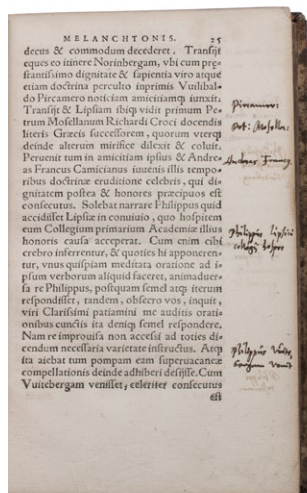 MELANCHTONIS. 25
decus & commodum decederet. Transijt
eques eo itinere Norinbergam, vbi cum præ-
stantissimo dignitate & sapientia viro atque
etiam doctrina perculto inprimis Vuilibal-
do Pircamero noticiam amicitiamq; iunxit.
Transijt & Lipsiam ibiq; vidit primum Pe-
trum Mosellanum Richardi Croci docendis
literis Græcis successorem, quorum vterq;
deinde alterum mirifice dilexit & coluit.
Peruenit tum in amicitiam ipsius & Andre-
as Francus Camicianus iuuenis illis tempo-
ribus doctrinæ eruditione celebris, qui di-
gnitatem postea & honores præcipuos est
consecutus. Solebat narrare Philippus quid
accidisset Lipsiæ in conuiuio, quo hospitem
eum Collegium primarium Academiæ illius
honoris causa acceperat. Cum enim cibi
crebro inferrentur, & quoties hi apponeren-
tur, vnus quispiam meditata oratione ad i-
psum verborum aliquid faceret, animaduer-
sa re Philippus, postquam semel atq; iterum
respondisset, tandem, obsecro vos, inquit,
viri Clarissimi patiamini me auditis orati-
onibus cunctis ita deniq; semel respondere.
Nam re improuisa non accessi ad toties di-
cendum necessaria varietate instructus. Atq;
ita aiebat tum pompam eam superuacaneæ
compellationis deinde adhiberi desijsse. Cum
Vuitebergam venisset, celeriter consecutus
est
Pircamer
Pet: Mosella
Andreas Franc
Philippus Lipsiæ
Philippus